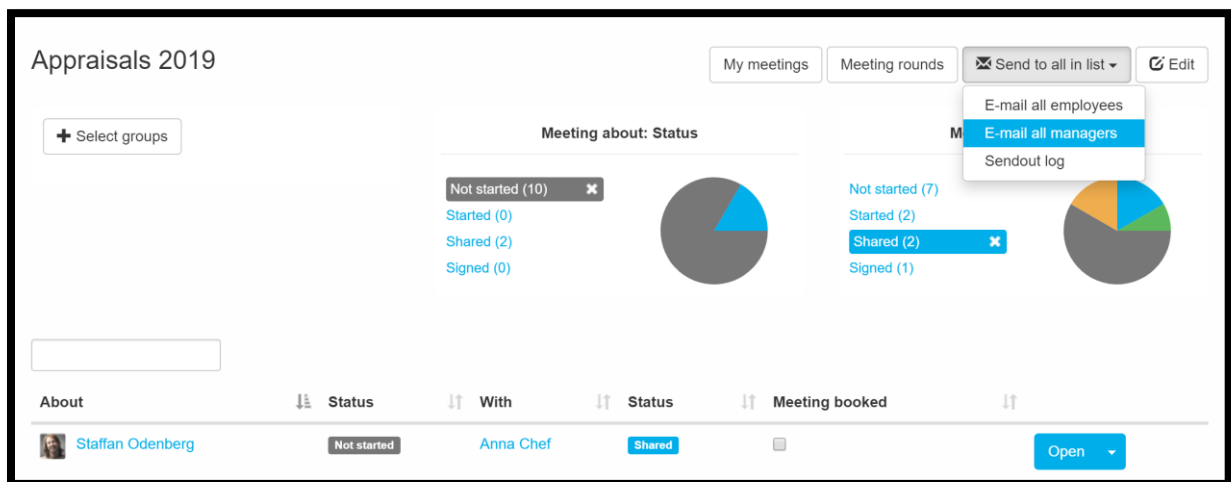 Appraisals 2019
My meetings
Meeting rounds
Send to all in list
Edit
E-mail all employees
E-mail all managers
Sendout log
Select groups
Meeting about: Status
Not started (10)
Started (0)
Shared (2)
Signed (0)
Not started (7)
Started (2)
Shared (2)
Signed (1)
About Status With Status Meeting booked
Staffan Odenberg Not started Anna Chef Shared Open